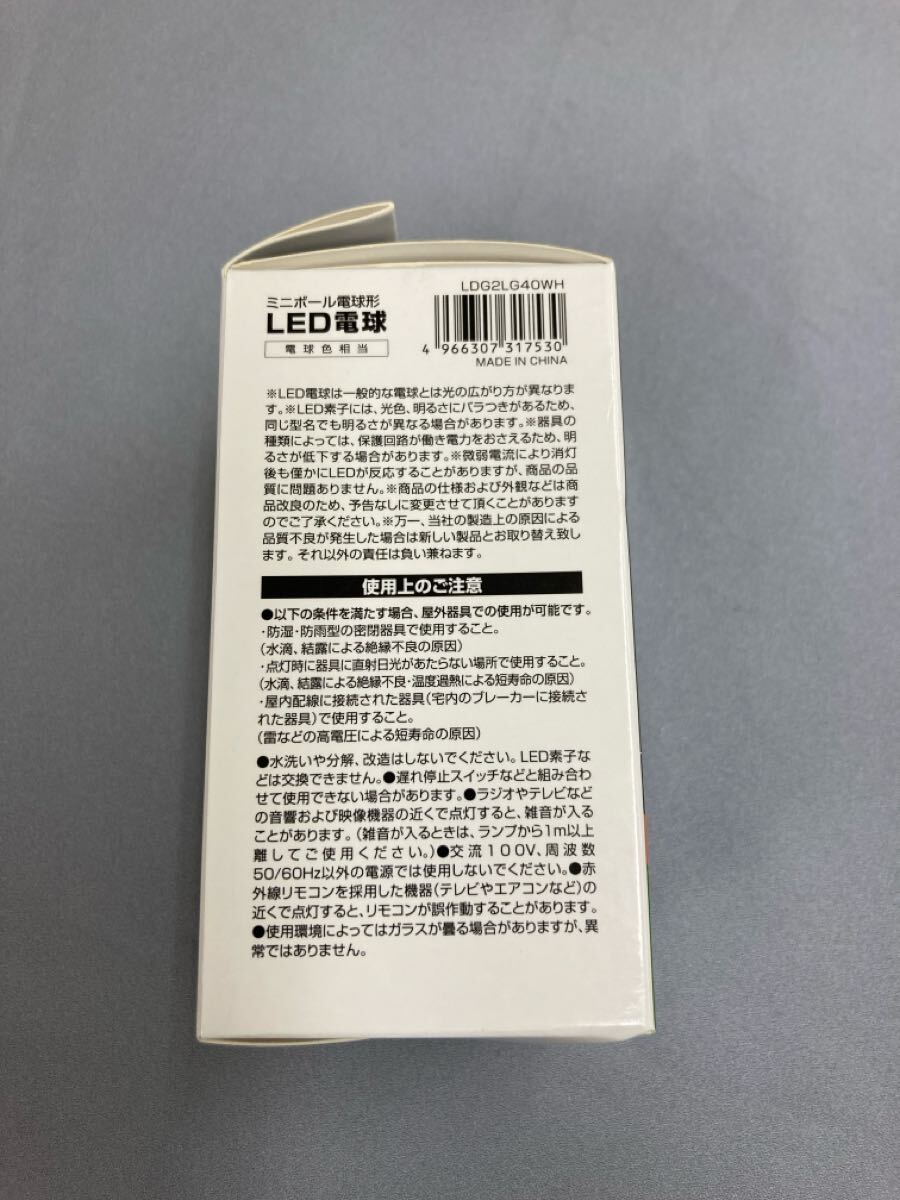 LDG2LG40WH
ミニボール電球形
LED電球
電球色相当
4 966307 317530
MADE IN CHINA
※LED電球は一般的な電球とは光の広がり方が異なりま
す。※LED素子には、光色、明るさにバラつきがあるため、
同じ型名でも明るさが異なる場合があります。※器具の
種類によっては、保護回路が働き電力をおさえるため、明
るさが低下する場合があります。※微弱電流により消灯
後も僅かにLEDが反応することがありますが、商品の品
質に問題ありません。※商品の仕様および外観などは商
品改良のため、予告なしに変更させて頂くことがあります
のでご了承ください。※万一、当社の製造上の原因による
品質不良が発生した場合は新しい製品とお取り替え致し
ます。それ以外の責任は負い兼ねます。
使用上のご注意
●以下の条件を満たす場合、屋外器具での使用が可能です。
・防湿・防雨型の密閉器具で使用すること。
(水滴、結露による絶縁不良の原因)
・点灯時に器具に直射日光があたらない場所で使用すること。
(水滴、結露による絶縁不良・温度過熱による短寿命の原因)
・屋内配線に接続された器具(宅内のブレーカーに接続さ
れた器具)で使用すること。
(雷などの高電圧による短寿命の原因)
●水洗いや分解、改造はしないでください。LED素子な
どは交換できません。●遅れ停止スイッチなどと組み合わ
せて使用できない場合があります。●ラジオやテレビなど
の音響および映像機器の近くで点灯すると、雑音が入る
ことがあります。(雑音が入るときは、ランプから1m以上
離してご使用ください。)●交流100V、周波数
50/60Hz以外の電源では使用しないでください。●赤
外線リモコンを採用した機器(テレビやエアコンなど)の
近くで点灯すると、リモコンが誤作動することがあります。
●使用環境によってはガラスが曇る場合がありますが、異
常ではありません。